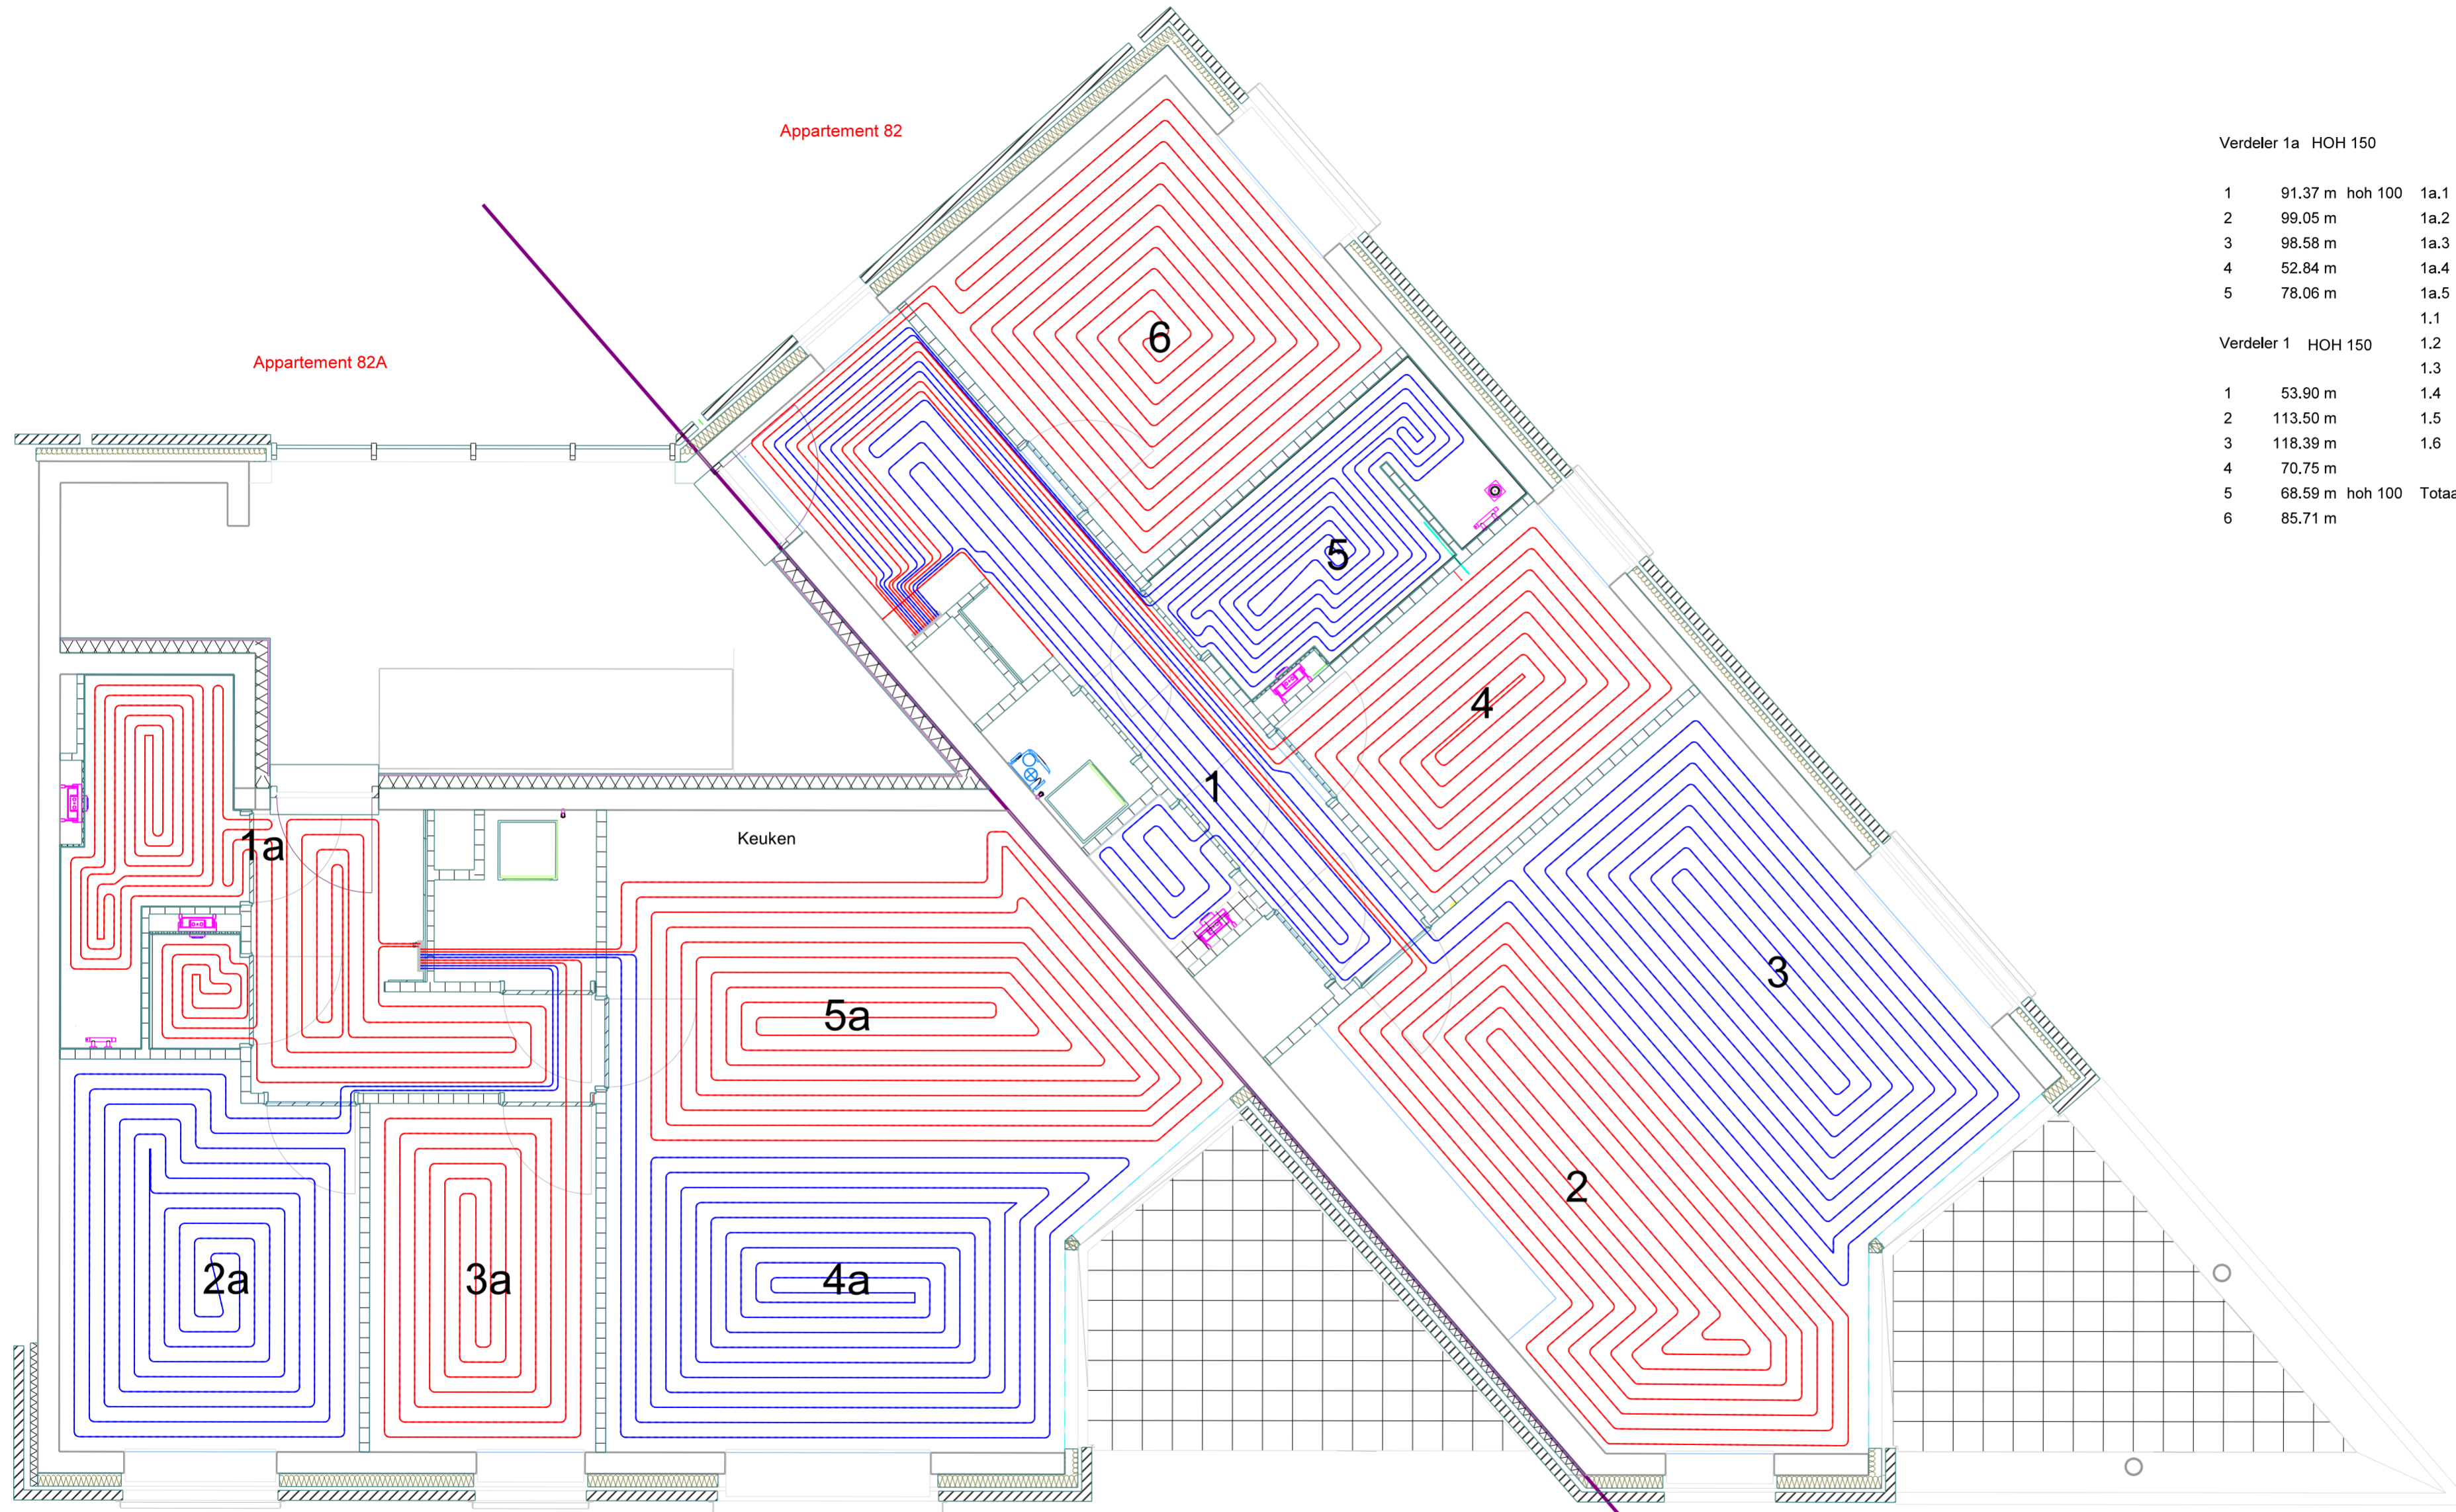 Appartement 82
Appartement 82A
Verdeler 1a HOH 150
1 91.37 m hoh 100 1a.1
2 99.05 m 1a.2
3 98.58 m 1a.3
4 52.84 m 1a.4
5 78.06 m 1a.5
1.1
Verdeler 1 HOH 150 1.2
1.3
1 53.90 m 1.4
2 113.50 m 1.5
3 118.39 m 1.6
4 70.75 m
5 68.59 m hoh 100 Totaa
6 85.71 m
6
5
4
1
Keuken
1a
3
5a
2
2a
3a
4a